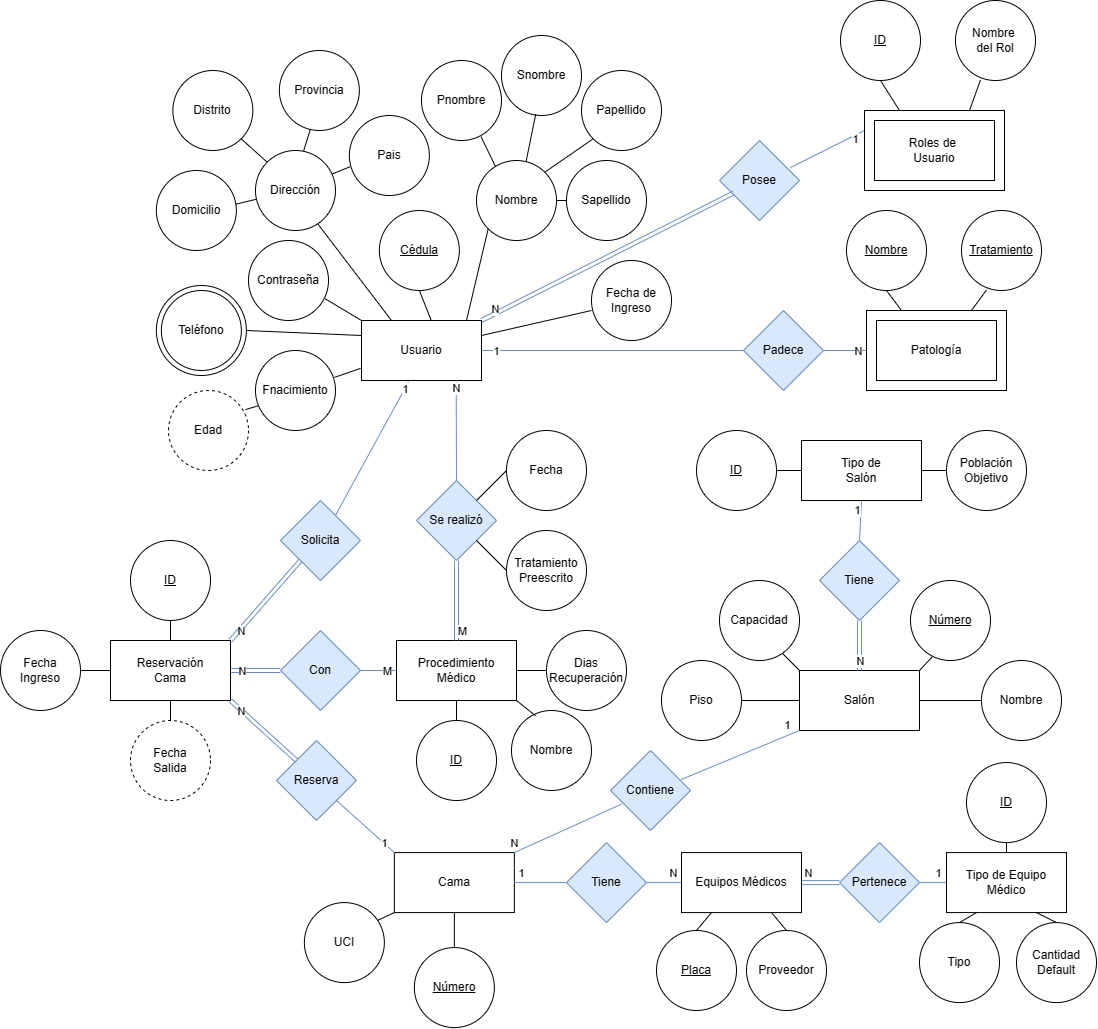 ID
Nombre
del Rol
Snombre
Provincia
Pnombre
Distrito
Papellido
Roles de
Usuario
1
Pais
Posee
Dirección
Nombre
Sapellido
Domicilio
Cédula
Nombre
Tratamiento
Contraseña
Fecha de
Ingreso
N
Teléfono
Usuario
1
Padece
N
Patología
Fnacimiento
1
N
Edad
Fecha
ID
Tipo de
Salón
Población
Objetivo
1
Se realizó
Solicita
Tratamiento
Preescrito
ID
Tiene
Capacidad
Número
N
M
N
Fecha
Ingreso
Reservación
Cama
N
Con
M
Procedimiento
Médico
Dias
Recuperación
Piso
Salón
Nombre
N
1
Fecha
Salida
ID
Nombre
Reserva
Contiene
ID
1
N
Cama
1
Tiene
N
Equipos Médicos
N
Pertenece
1
Tipo de Equipo
Médico
UCI
Número
Placa
Proveedor
Tipo
Cantidad
Default